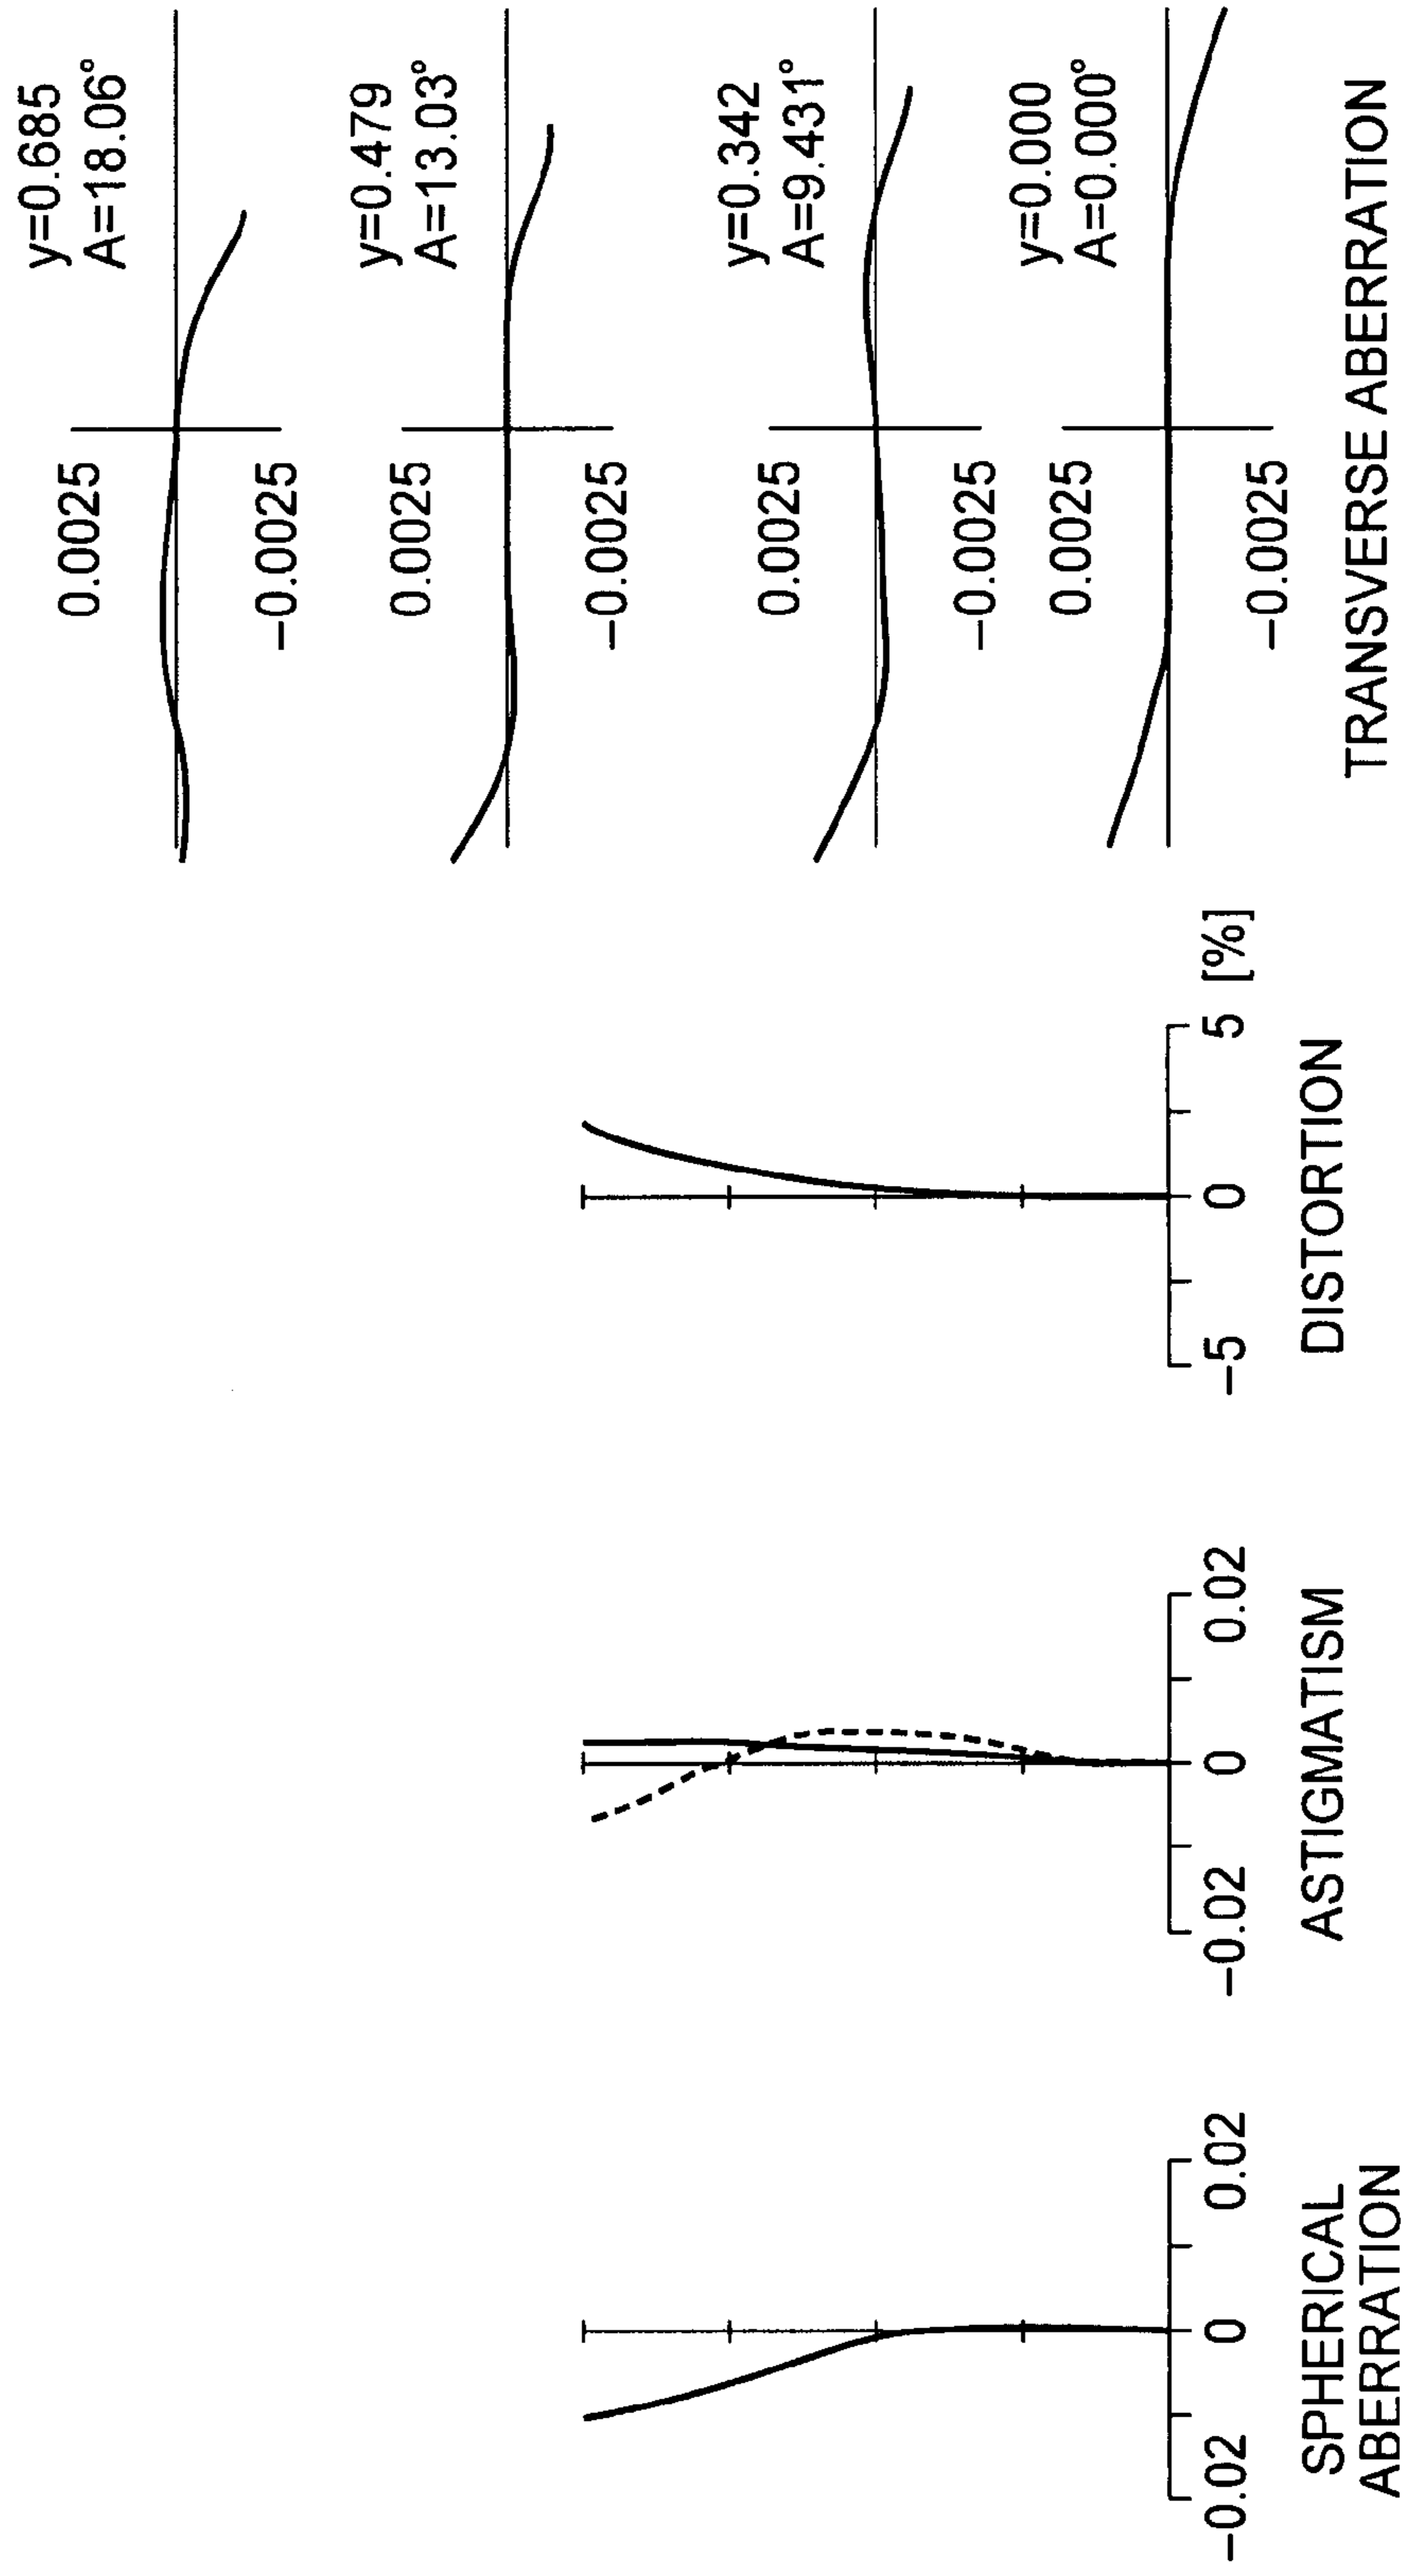 −0.02
0
0.02
SPHERICAL
ABERRATION
−0.02
0
0.02
ASTIGMATISM
−5
0
5 [%]
DISTORTION
y=0.685
A=18.06°
0.0025
−0.0025
y=0.479
A=13.03°
0.0025
−0.0025
y=0.342
A=9.431°
0.0025
−0.0025
y=0.000
A=0.000°
0.0025
−0.0025
TRANSVERSE ABERRATION